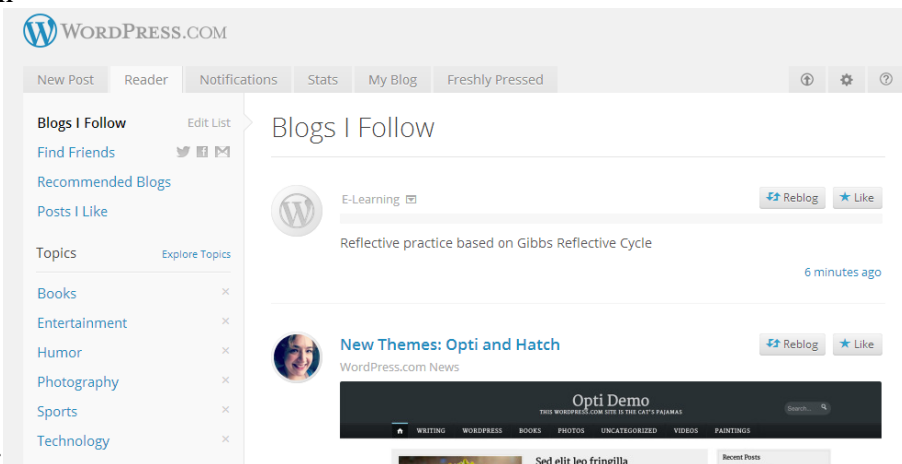 WORDPRESS.COM
New Post Reader Notifications Stats My Blog Freshly Pressed
Blogs I Follow Edit List
Find Friends
Recommended Blogs
Posts I Like
Topics Explore Topics
Books ×
Entertainment ×
Humor ×
Photography ×
Sports ×
Technology ×
Blogs I Follow
E-Learning Reblog Like
Reflective practice based on Gibbs Reflective Cycle
6 minutes ago
New Themes: Opti and Hatch Reblog Like
WordPress.com News
Opti Demo
THIS WORDPRESS.COM SITE IS THE CAT'S PAJAMAS
Search...
WRITING WORDPRESS BOOKS PHOTOS UNCATEGORIZED VIDEOS PAINTINGS
Sed elit leo fringilla Recent Posts